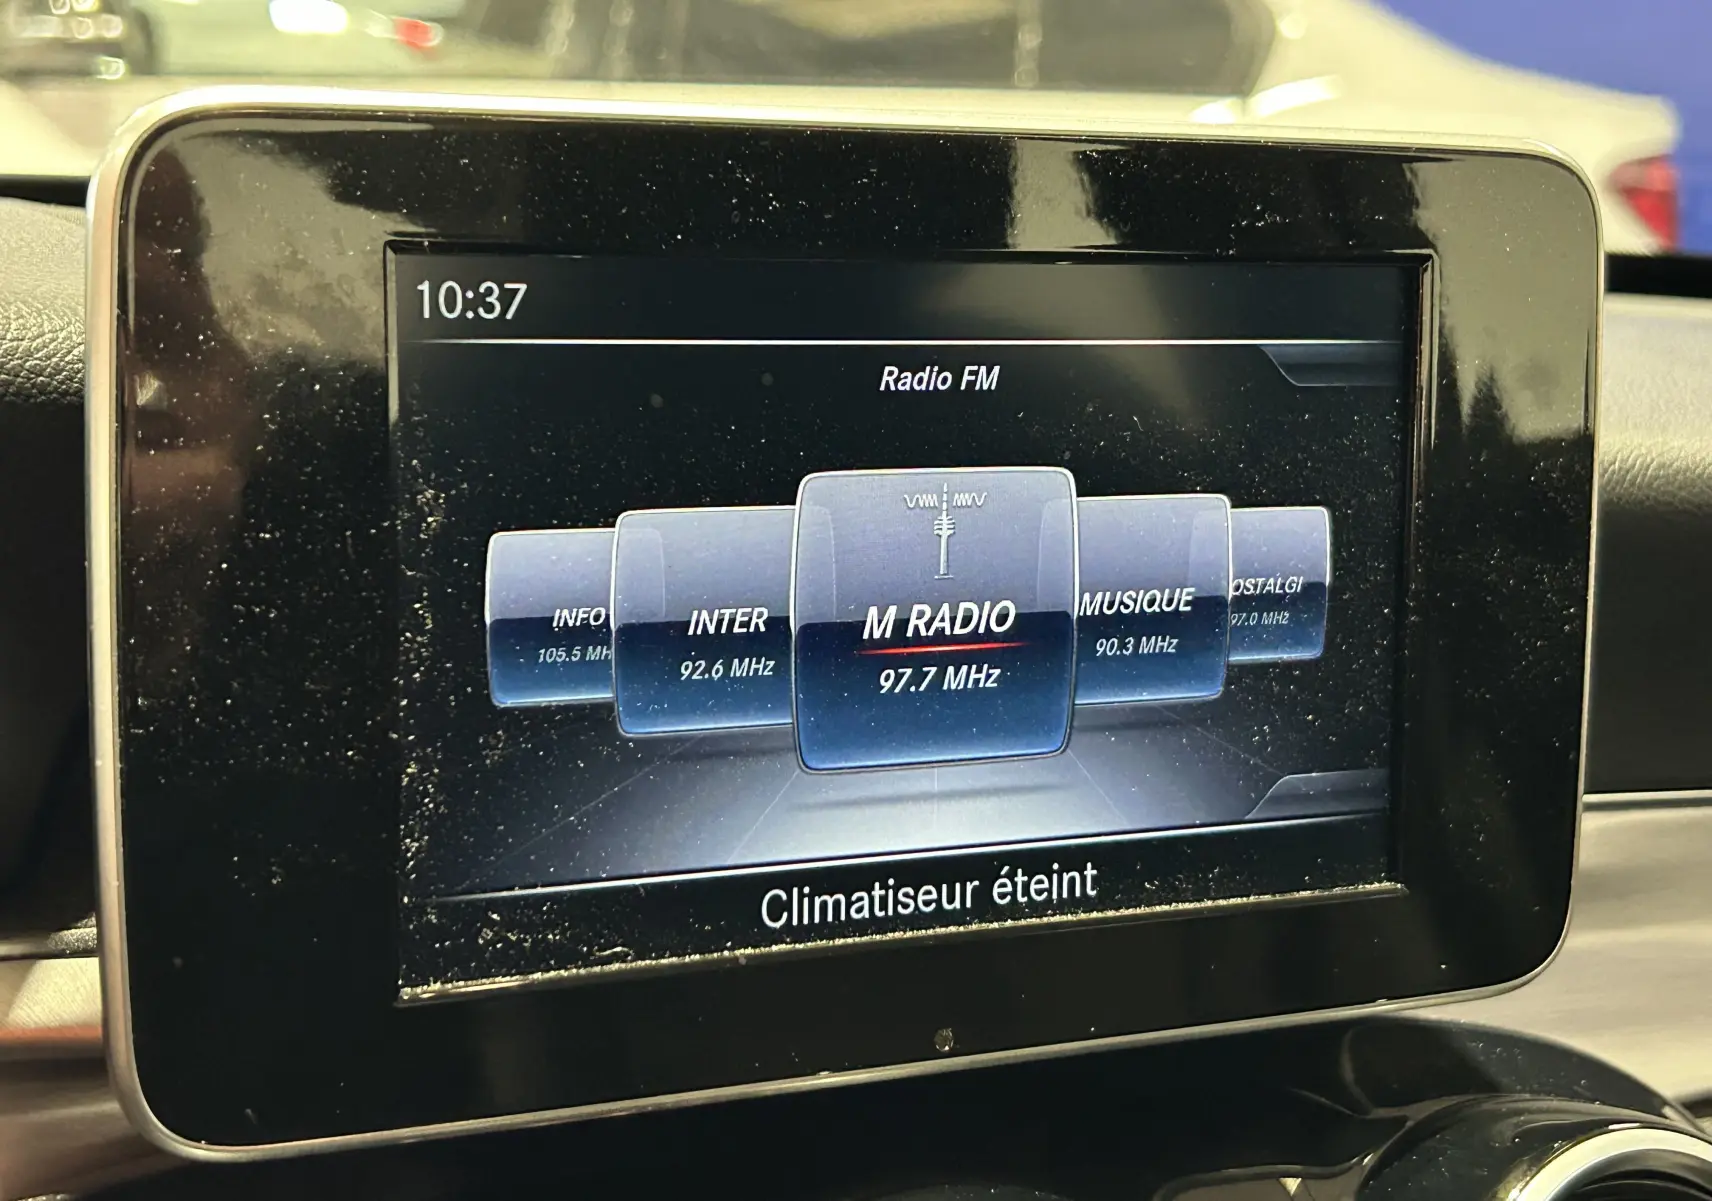 10:37
Radio FM
INFO
105.5 MH
INTER
92.6 MHz
M RADIO
97.7 MHz
MUSIQUE
90.3 MHz
OSTALGI
97.0 MHz
Climatiseur éteint